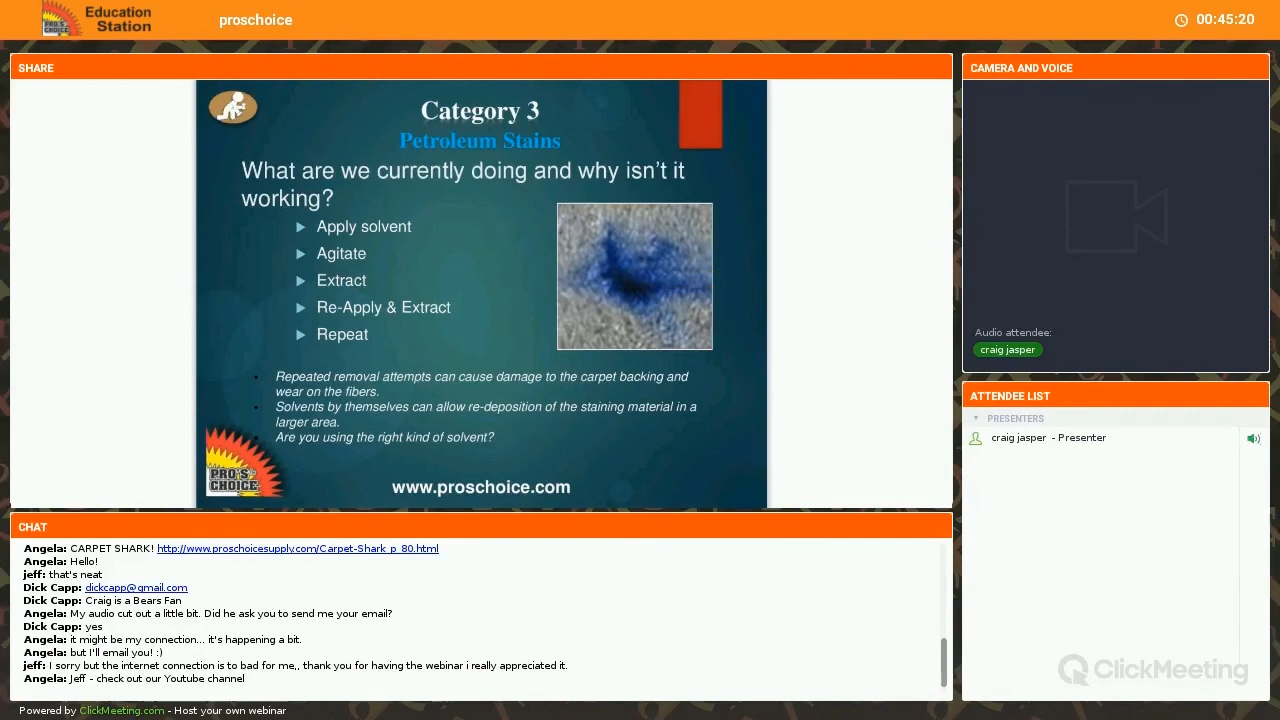 Education
Station
PRO'S
CHOICE
proschoice
00:45:20
SHARE
Category 3
Petroleum Stains
What are we currently doing and why isn't it
working?
Apply solvent
Agitate
Extract
Re-Apply & Extract
Repeat
Repeated removal attempts can cause damage to the carpet backing and
wear on the fibers.
Solvents by themselves can allow re-deposition of the staining material in a
larger area.
Are you using the right kind of solvent?
PRO'S
CHOICE
www.proschoice.com
CAMERA AND VOICE
Audio attendee:
craig jasper
ATTENDEE LIST
PRESENTERS
craig jasper - Presenter
CHAT
Angela: CARPET SHARK! http://www.proschoicesupply.com/Carpet-Shark_p_80.html
Angela: Hello!
jeff: that's neat
Dick Capp: dickcapp@gmail.com
Dick Capp: Craig is a Bears Fan
Angela: My audio cut out a little bit. Did he ask you to send me your email?
Dick Capp: yes
Angela: it might be my connection... it's happening a bit.
Angela: but I'll email you! :)
jeff: I sorry but the internet connection is to bad for me,, thank you for having the webinar i really appreciated it.
Angela: Jeff - check out our Youtube channel
ClickMeeting
Powered by ClickMeeting.com - Host your own webinar